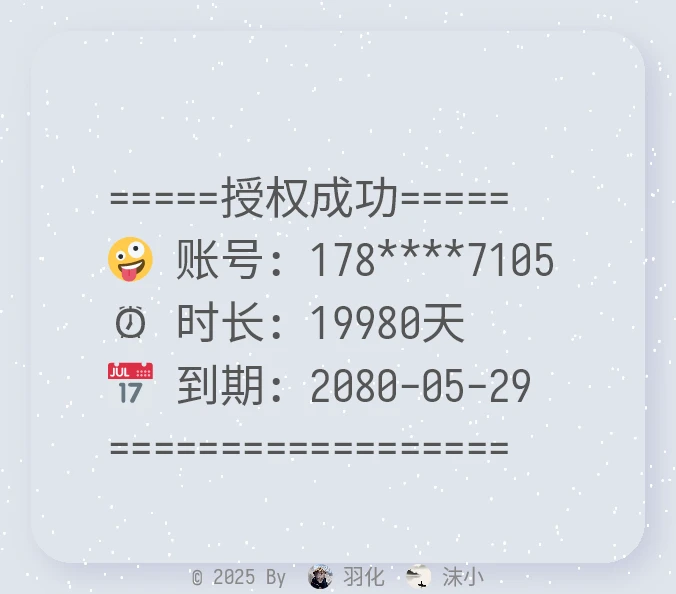 =====授权成功=====
🤪 账号：178****7105
⏰ 时长：19980天
📅 到期：2080-05-29
==================
© 2025 By 羽化 沫小